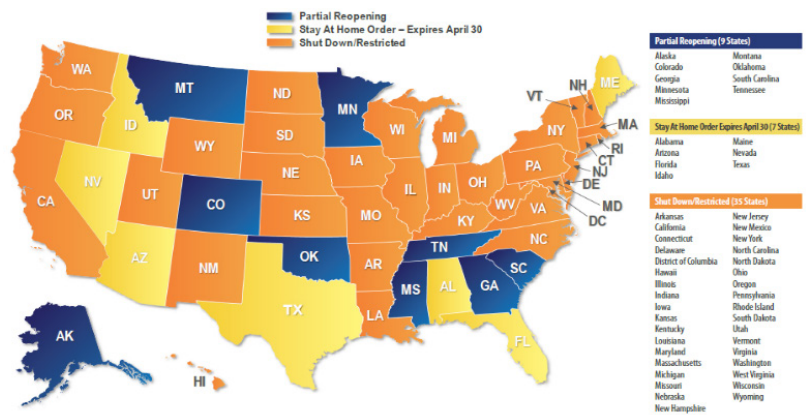 Partial Reopening
Stay At Home Order – Expires April 30
Shut Down/Restricted
WA
OR
CA
ID
NV
MT
WY
UT
AZ
CO
NM
ND
SD
NE
KS
OK
TX
MN
IA
MO
AR
LA
WI
IL
MI
IN
OH
KY
TN
MS
AL
GA
FL
SC
NC
VA
WV
PA
NY
VT
NH
ME
MA
RI
CT
NJ
DE
MD
DC
AK
HI
Partial Reopening (9 States)
Alaska Montana
Colorado Oklahoma
Georgia South Carolina
Minnesota Tennessee
Mississippi
Stay At Home Order Expires April 30 (7 States)
Alabama Maine
Arizona Nevada
Florida Texas
Idaho
Shut Down/Restricted (35 States)
Arkansas New Jersey
California New Mexico
Connecticut New York
Delaware North Carolina
District of Columbia North Dakota
Hawaii Ohio
Illinois Oregon
Indiana Pennsylvania
Iowa Rhode Island
Kansas South Dakota
Kentucky Utah
Louisiana Vermont
Maryland Virginia
Massachusetts Washington
Michigan West Virginia
Missouri Wisconsin
Nebraska Wyoming
New Hampshire